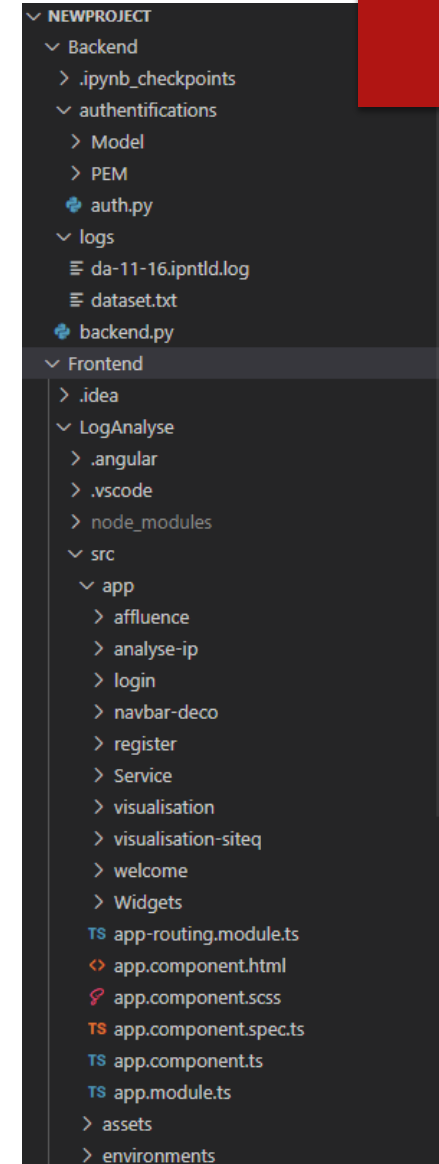 NEWPROJECT
Backend
.ipynb_checkpoints
authentifications
Model
PEM
auth.py
logs
da-11-16.ipntld.log
dataset.txt
backend.py
Frontend
.idea
LogAnalyse
.angular
.vscode
node_modules
src
app
affluence
analyse-ip
login
navbar-deco
register
Service
visualisation
visualisation-siteq
welcome
Widgets
TS app-routing.module.ts
<> app.component.html
app.component.scss
TS app.component.spec.ts
TS app.component.ts
TS app.module.ts
assets
environments